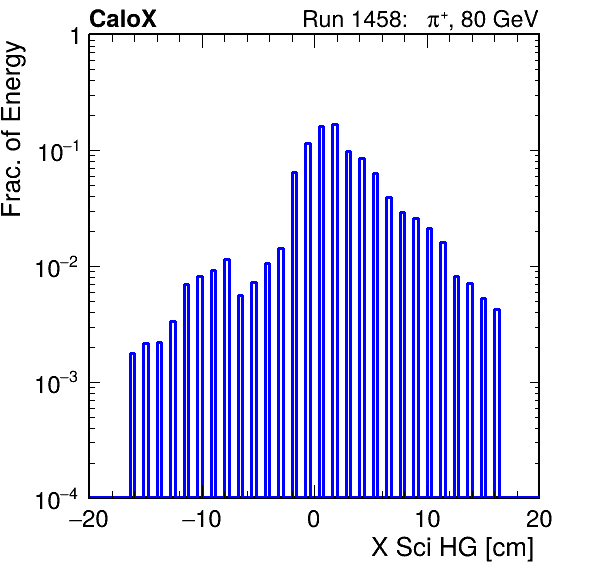 CaloX Run 1458: π⁺, 80 GeV
Frac. of Energy
1
10⁻¹
10⁻²
10⁻³
10⁻⁴
−20 −10 0 10 20
X Sci HG [cm]